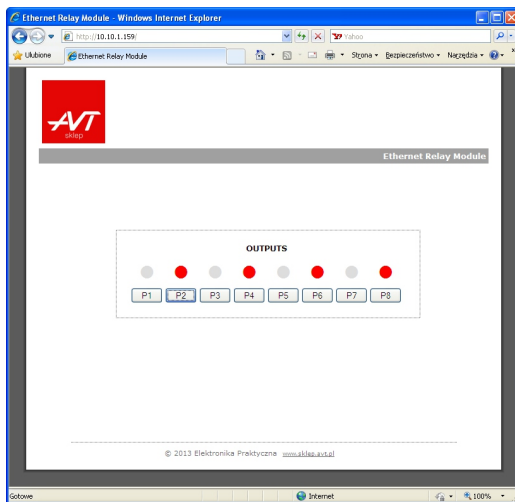 Ethernet Relay Module - Windows Internet Explorer
http://10.10.1.159/
Yahoo
Ulubione
Ethernet Relay Module
Strona
Bezpieczeństwo
Narzędzia
»
AVT
sklep
Ethernet Relay Module
OUTPUTS
P1 P2 P3 P4 P5 P6 P7 P8
© 2013 Elektronika Praktyczna www.sklep.avt.pl
Gotowe
Internet
100%